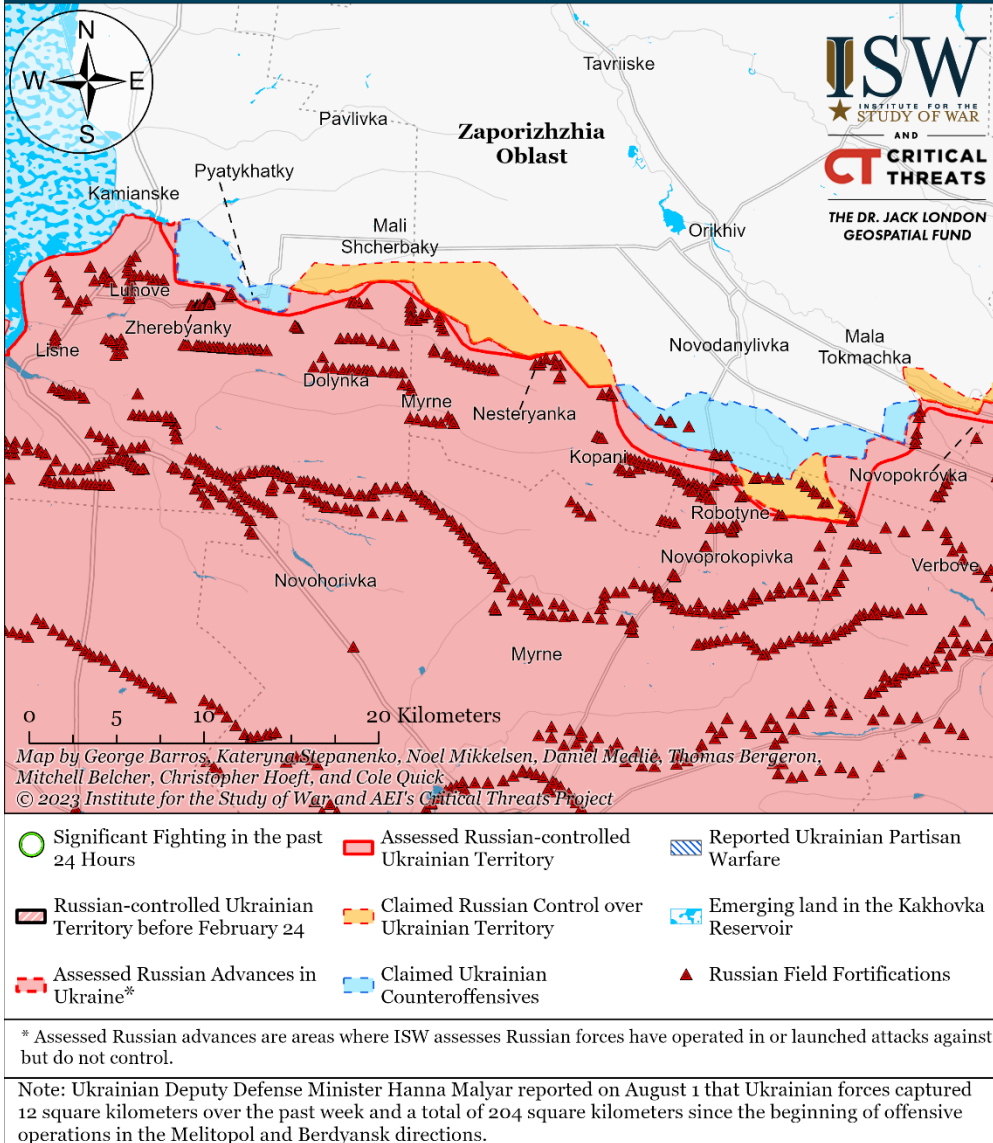 N
W
E
S
Tavriiske
ISW
INSTITUTE FOR THE
STUDY OF WAR
AND
CT CRITICAL
THREATS
THE DR. JACK LONDON
GEOSPATIAL FUND
Pavlivka
Zaporizhzhia
Oblast
Pyatykhatky
Kamianske
Mali
Shcherbaky
Orikhiv
Lunove
Zherebyanky
Lisne
Novodanylivka
Mala
Tokmachka
Dolynka
Myrne
Nesteryanka
Kopani
Novopokrovka
Robotyne
Novoprokopivka
Verbove
Novohorivka
Myrne
0 5 10 20 Kilometers
Map by George Barros, Kateryna Stepanenko, Noel Mikkelsen, Daniel Mealie, Thomas Bergeron,
Mitchell Belcher, Christopher Hoeft, and Cole Quick
© 2023 Institute for the Study of War and AEI's Critical Threats Project
Significant Fighting in the past
24 Hours
Assessed Russian-controlled
Ukrainian Territory
Reported Ukrainian Partisan
Warfare
Russian-controlled Ukrainian
Territory before February 24
Claimed Russian Control over
Ukrainian Territory
Emerging land in the Kakhovka
Reservoir
Assessed Russian Advances in
Ukraine*
Claimed Ukrainian
Counteroffensives
Russian Field Fortifications
* Assessed Russian advances are areas where ISW assesses Russian forces have operated in or launched attacks against
but do not control.
Note: Ukrainian Deputy Defense Minister Hanna Malyar reported on August 1 that Ukrainian forces captured
12 square kilometers over the past week and a total of 204 square kilometers since the beginning of offensive
operations in the Melitopol and Berdyansk directions.